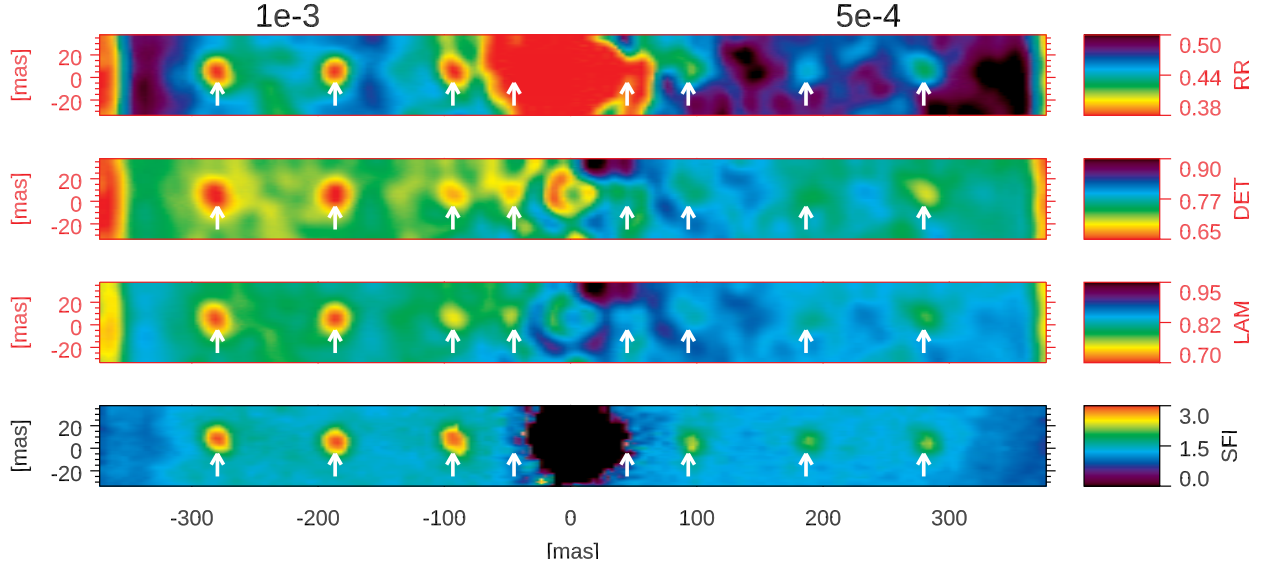 1e-3 5e-4
[mas] 20 0 -20 0.50 0.44 0.38 RR
[mas] 20 0 -20 0.90 0.77 0.65 DET
[mas] 20 0 -20 0.95 0.82 0.70 LAM
[mas] 20 0 -20 3.0 1.5 0.0 SFI
-300 -200 -100 0 100 200 300
[mas]